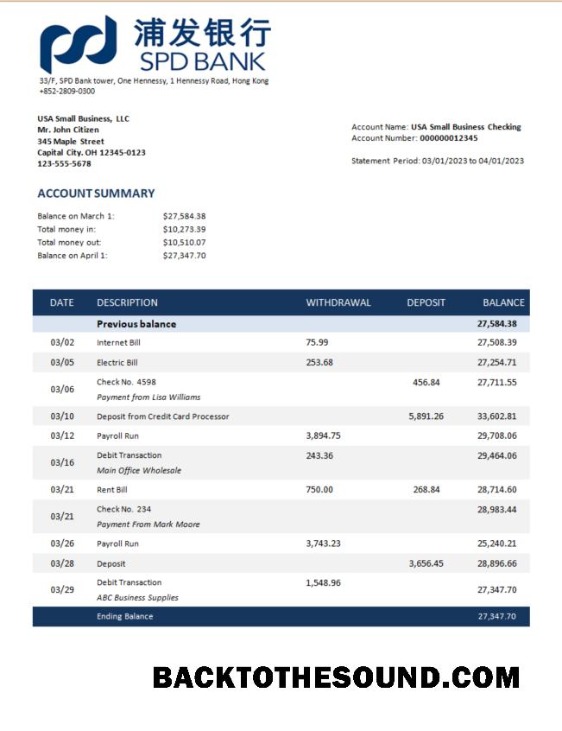 浦发银行
SPD BANK
33/F, SPD Bank tower, One Hennessy, 1 Hennessy Road, Hong Kong
+852-2809-0300
USA Small Business, LLC
Mr. John Citizen
345 Maple Street
Capital City. OH 12345-0123
123-555-5678
Account Name: USA Small Business Checking
Account Number: 000000012345
Statement Period: 03/01/2023 to 04/01/2023
ACCOUNT SUMMARY
Balance on March 1: $27,584.38
Total money in: $10,273.39
Total money out: $10,510.07
Balance on April 1: $27,347.70
DATE DESCRIPTION WITHDRAWAL DEPOSIT BALANCE
Previous balance 27,584.38
03/02 Internet Bill 75.99 27,508.39
03/05 Electric Bill 253.68 27,254.71
03/06 Check No. 4598 456.84 27,711.55
Payment from Lisa Williams
03/10 Deposit from Credit Card Processor 5,891.26 33,602.81
03/12 Payroll Run 3,894.75 29,708.06
03/16 Debit Transaction 243.36 29,464.06
Main Office Wholesale
03/21 Rent Bill 750.00 268.84 28,714.60
03/21 Check No. 234 28,983.44
Payment From Mark Moore
03/26 Payroll Run 3,743.23 25,240.21
03/28 Deposit 3,656.45 28,896.66
03/29 Debit Transaction 1,548.96 27,347.70
ABC Business Supplies
Ending Balance 27,347.70
BACKTOTHESOUND.COM